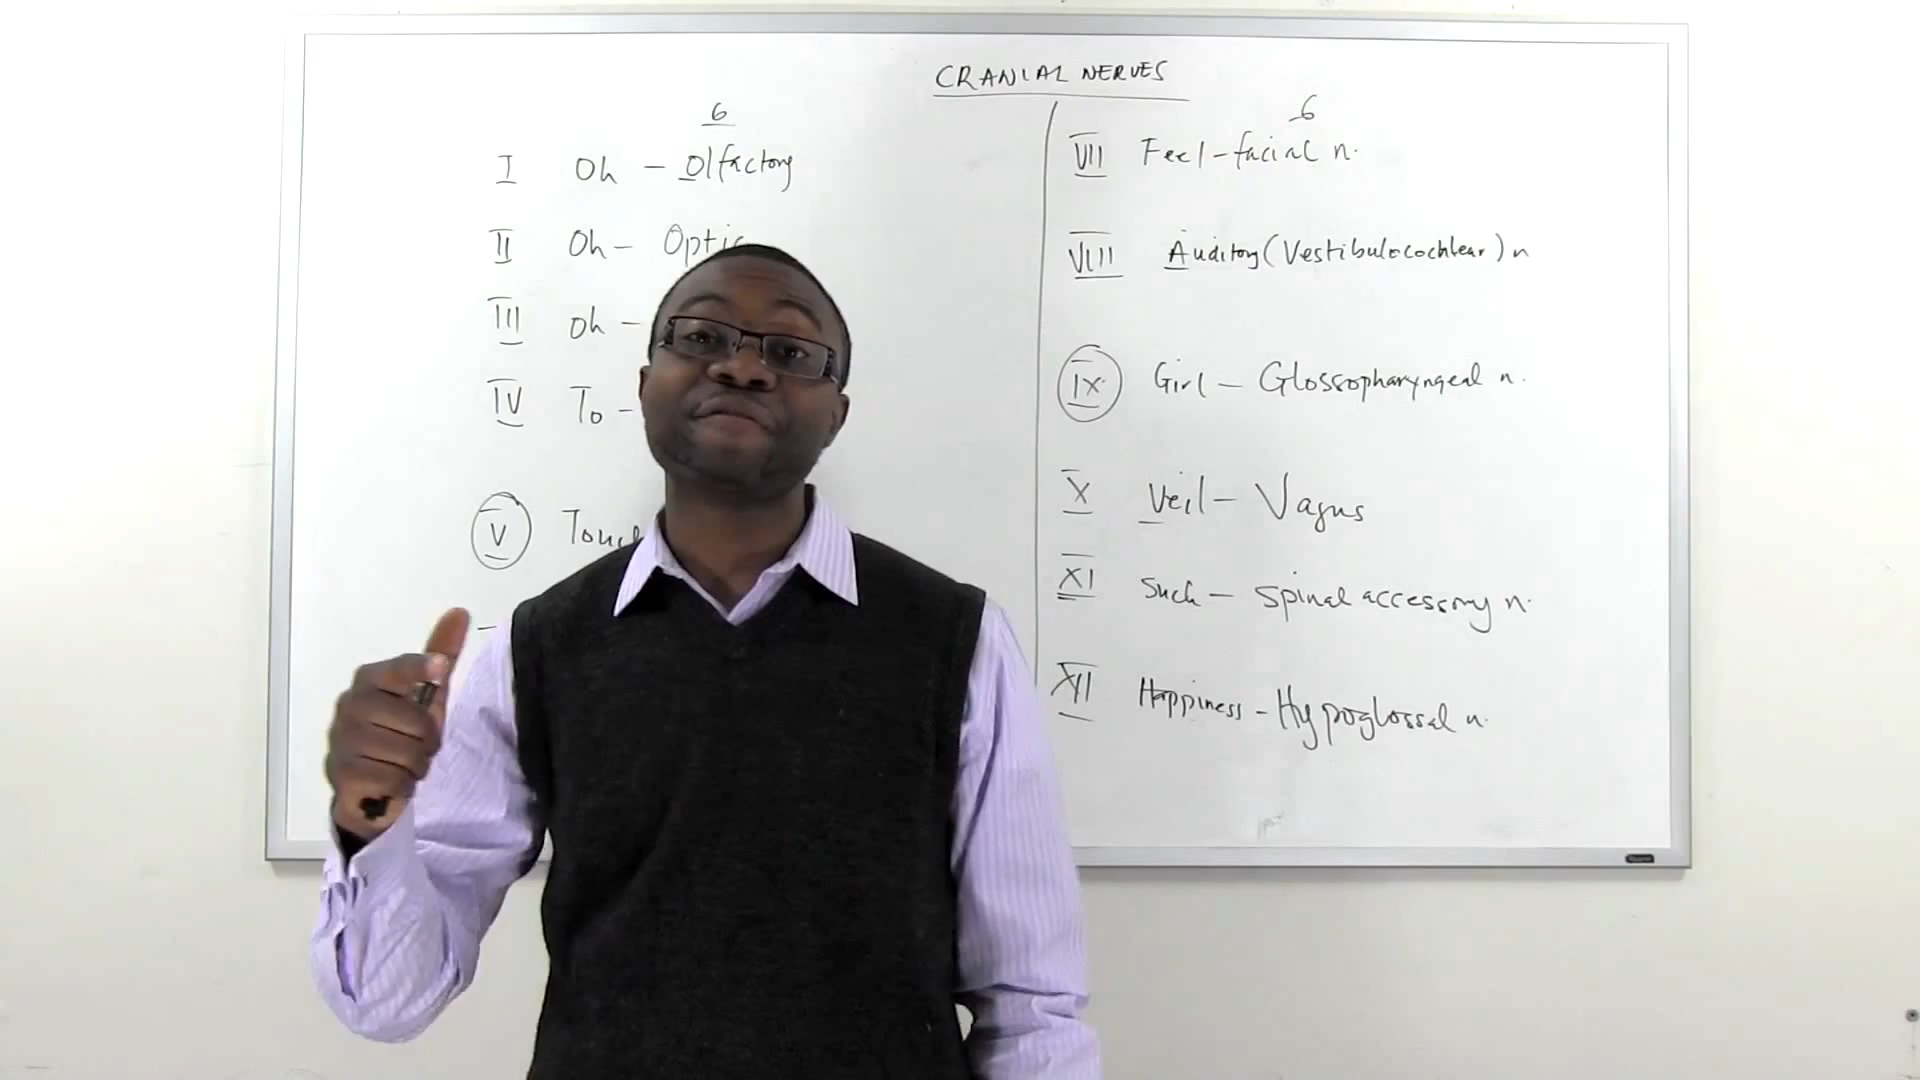 CRANIAL NERVES
6
I Oh - Olfactory
II Oh - Optic
III Oh -
IV To -
V Touch
6
VII Feel - facial n.
VIII Auditory (Vestibulocochlear) n
IX Girl - Glossopharyngeal n.
X Veil - Vagus
XI Such - Spinal accessory n.
XII Happiness - Hypoglossal n.